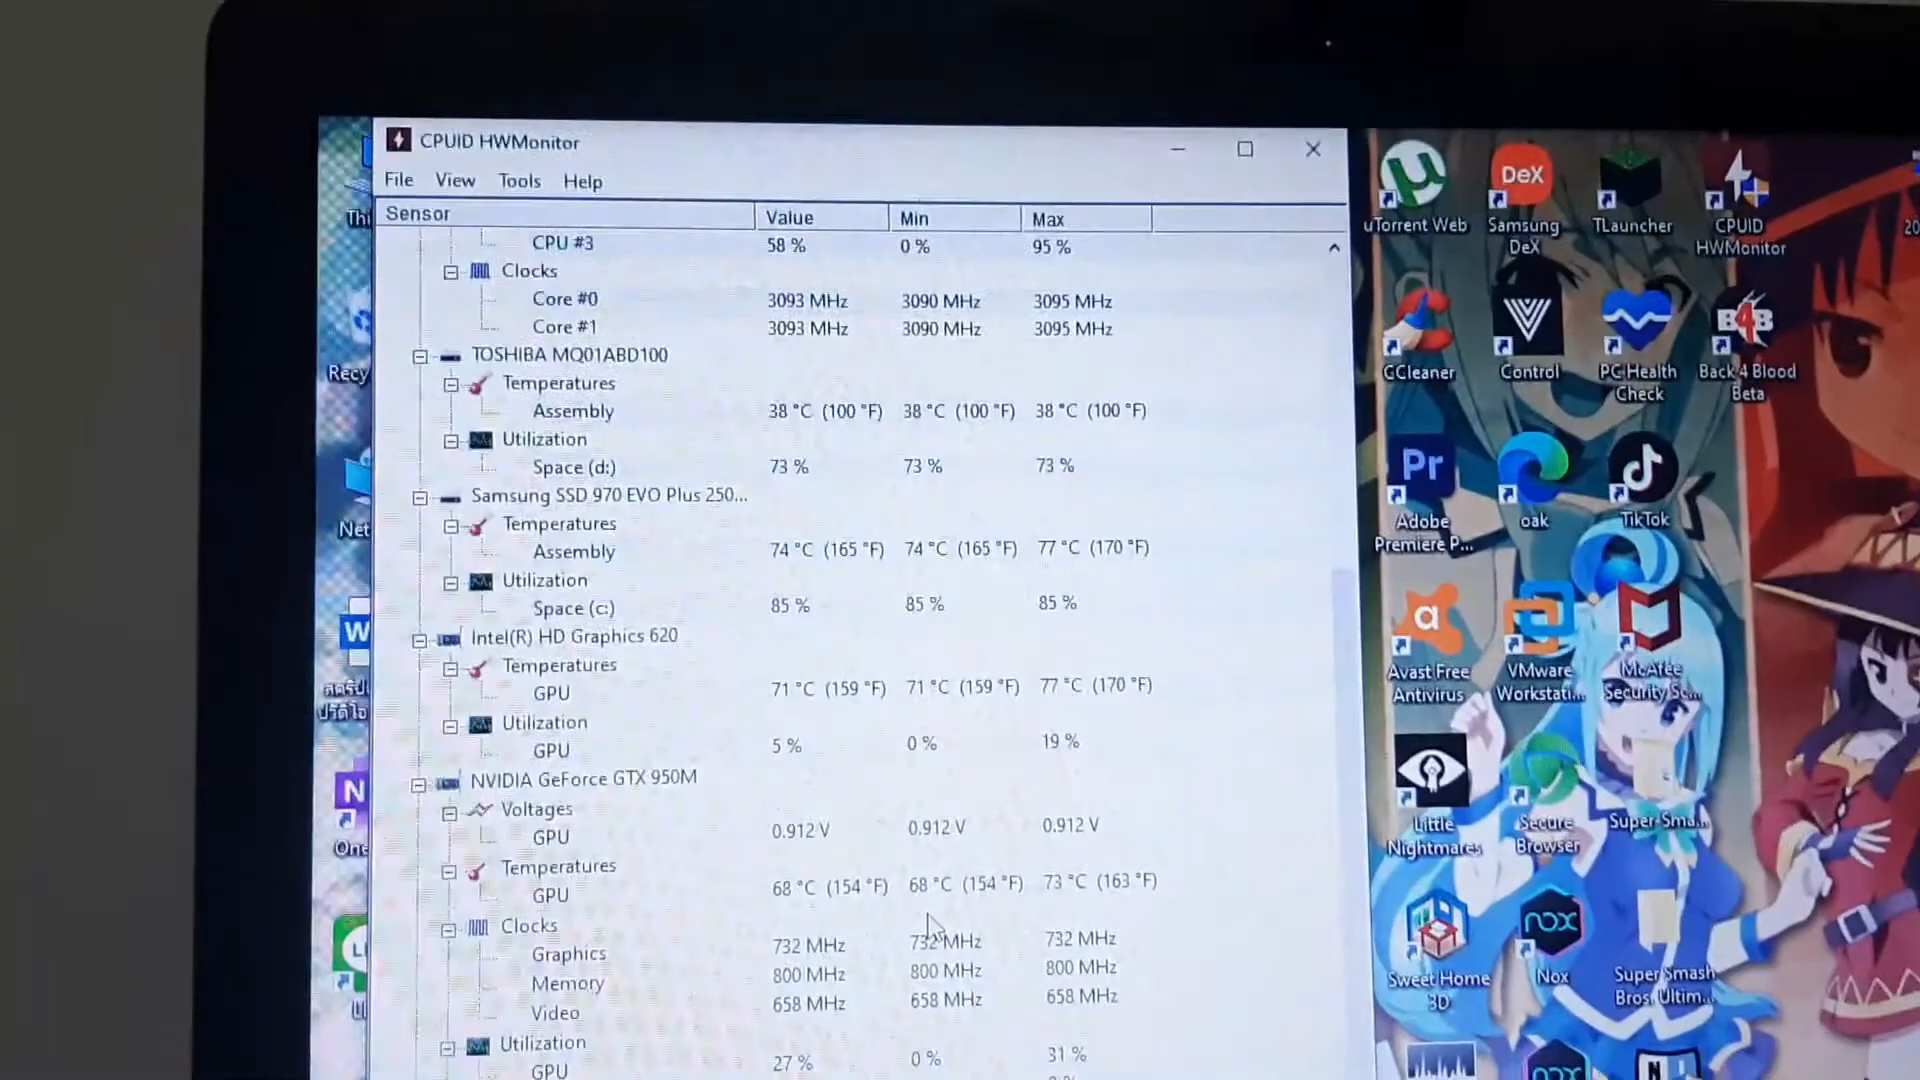 CPUID HWMonitor
File View Tools Help
Sensor Value Min Max
CPU #3 58 % 0 % 95 %
Clocks
Core #0 3093 MHz 3090 MHz 3095 MHz
Core #1 3093 MHz 3090 MHz 3095 MHz
TOSHIBA MQ01ABD100
Temperatures
Assembly 38 °C (100 °F) 38 °C (100 °F) 38 °C (100 °F)
Utilization
Space (d:) 73 % 73 % 73 %
Samsung SSD 970 EVO Plus 250...
Temperatures
Assembly 74 °C (165 °F) 74 °C (165 °F) 77 °C (170 °F)
Utilization
Space (c:) 85 % 85 % 85 %
Intel(R) HD Graphics 620
Temperatures
GPU 71 °C (159 °F) 71 °C (159 °F) 77 °C (170 °F)
Utilization
GPU 5 % 0 % 19 %
NVIDIA GeForce GTX 950M
Voltages
GPU 0.912 V 0.912 V 0.912 V
Temperatures
GPU 68 °C (154 °F) 68 °C (154 °F) 73 °C (163 °F)
Clocks
Graphics 732 MHz 732 MHz 732 MHz
Memory 800 MHz 800 MHz 800 MHz
Video 658 MHz 658 MHz 658 MHz
Utilization
GPU 27 % 0 % 31 %
Thi
Recy
Net
W
N
One
uTorrent Web
DeX
Samsung
DeX
TLauncher
CPUID
HWMonitor
20
CCleaner
Control
PC Health
Check
B4B
Back 4 Blood
Beta
Pr
Adobe
Premiere P...
oak
TikTok
a
Avast Free
Antivirus
VMware
Workstati...
McAfee
Security Sc...
Little
Nightmares
Secure
Browser
Super-Sma...
Sweet Home
3D
nox
Nox
Super Smash
Bros. Ultim...
nox